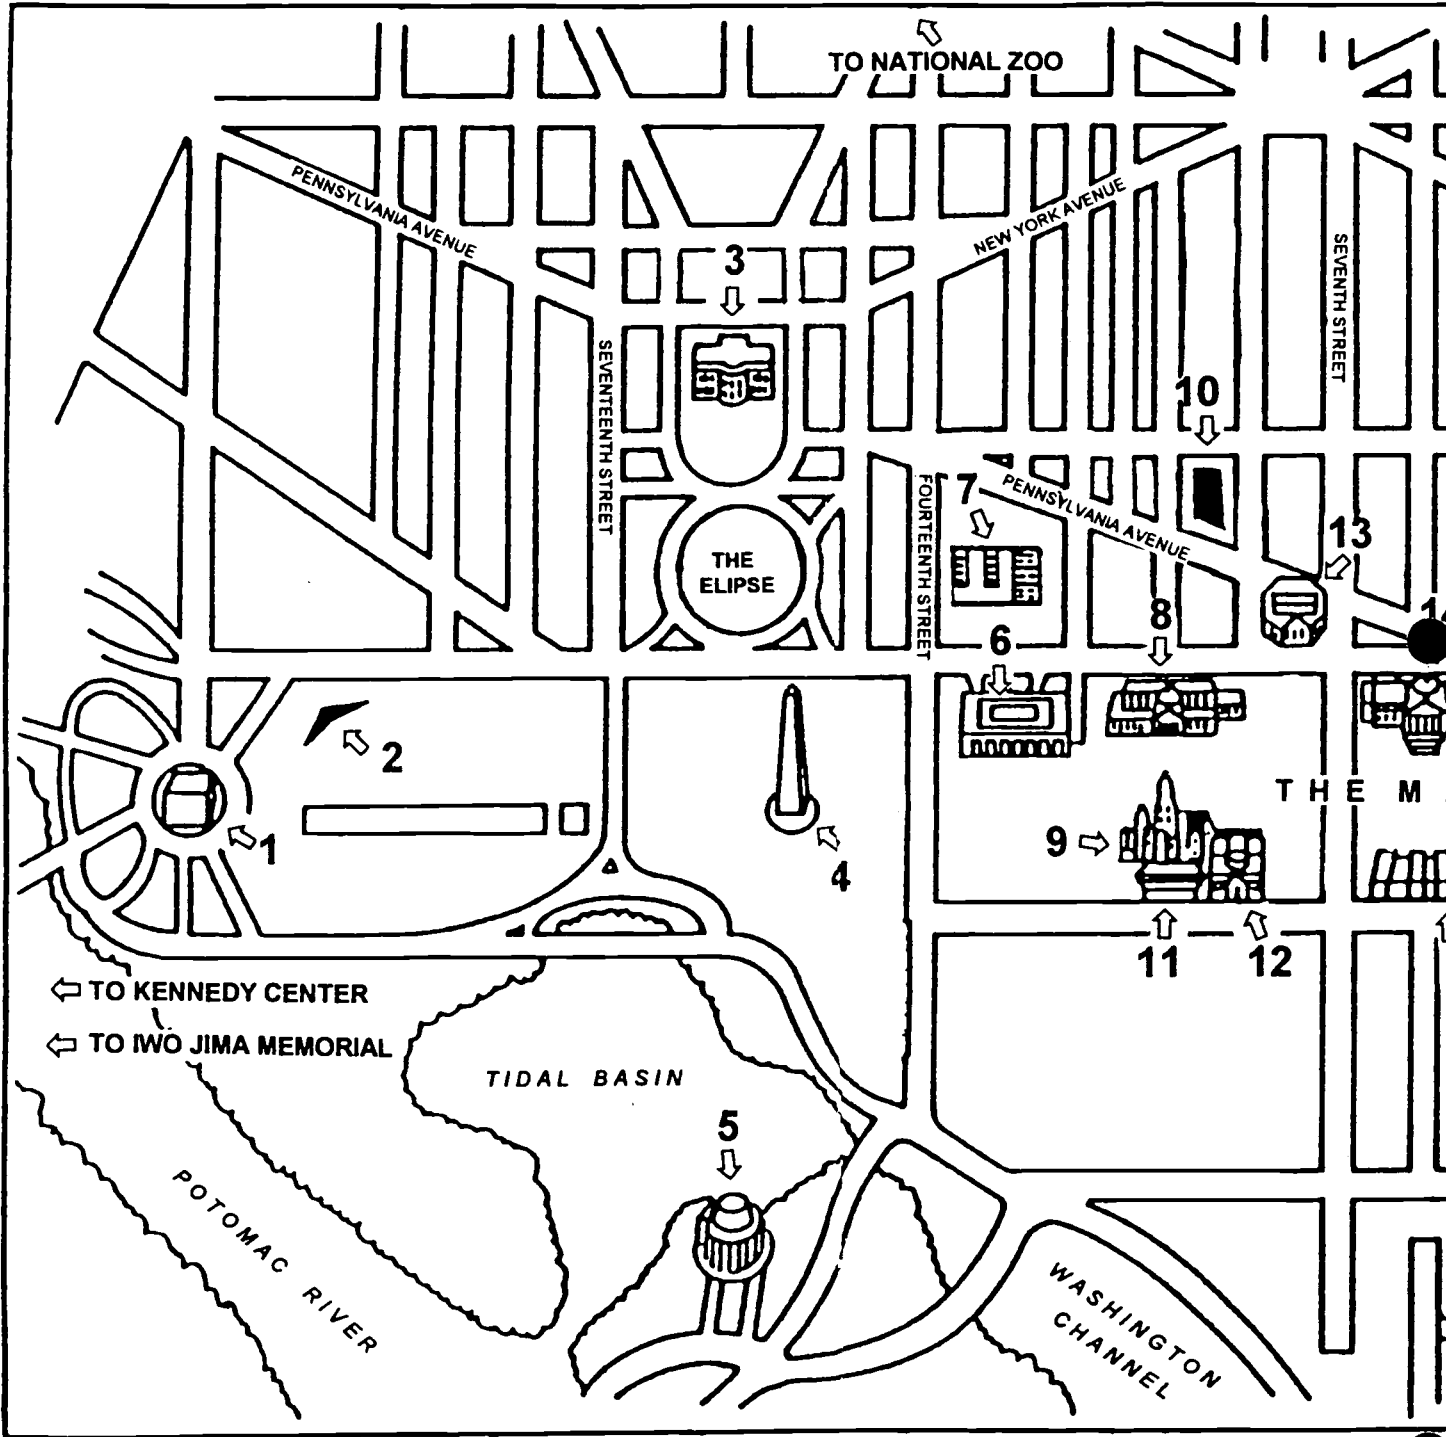 TO NATIONAL ZOO
PENNSYLVANIA AVENUE
NEW YORK AVENUE
SEVENTH STREET
3
SEVENTEENTH STREET
10
FOURTEENTH STREET
7
PENNSYLVANIA AVENUE
13
THE
ELIPSE
8
6
2
1
4
THE M
9
11
12
TO KENNEDY CENTER
TO IWO JIMA MEMORIAL
TIDAL BASIN
5
POTOMAC RIVER
WASHINGTON
CHANNEL